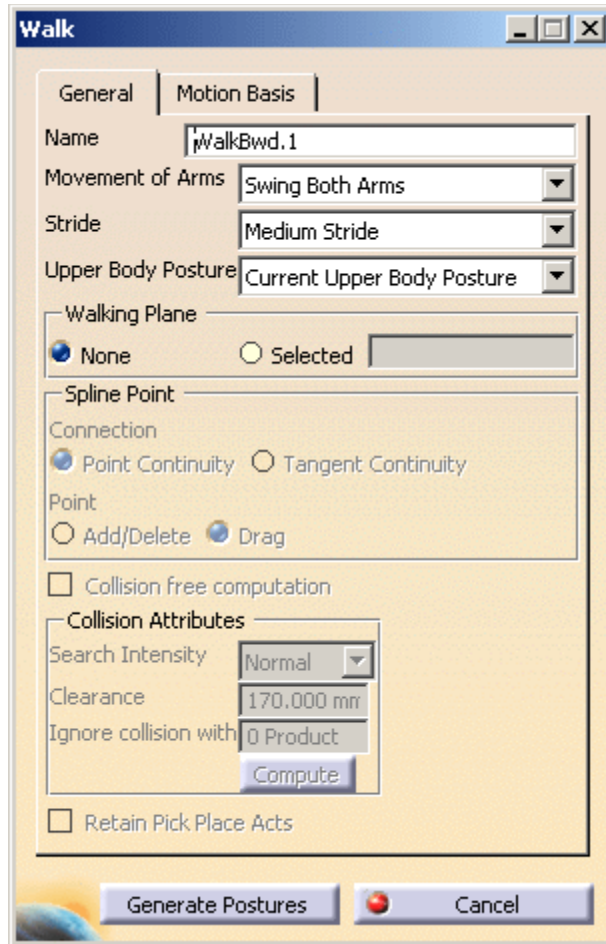 Walk
General Motion Basis
Name WalkBwd.1
Movement of Arms Swing Both Arms
Stride Medium Stride
Upper Body Posture Current Upper Body Posture
Walking Plane
None Selected
Spline Point
Connection
Point Continuity Tangent Continuity
Point
Add/Delete Drag
Collision free computation
Collision Attributes
Search Intensity Normal
Clearance 170.000 mm
Ignore collision with 0 Product
Compute
Retain Pick Place Acts
Generate Postures Cancel